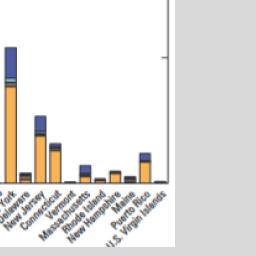 York
Delaware
New Jersey
Connecticut
Vermont
Massachusetts
Rhode Island
New Hampshire
Maine
Puerto Rico
U.S. Virgin Islands